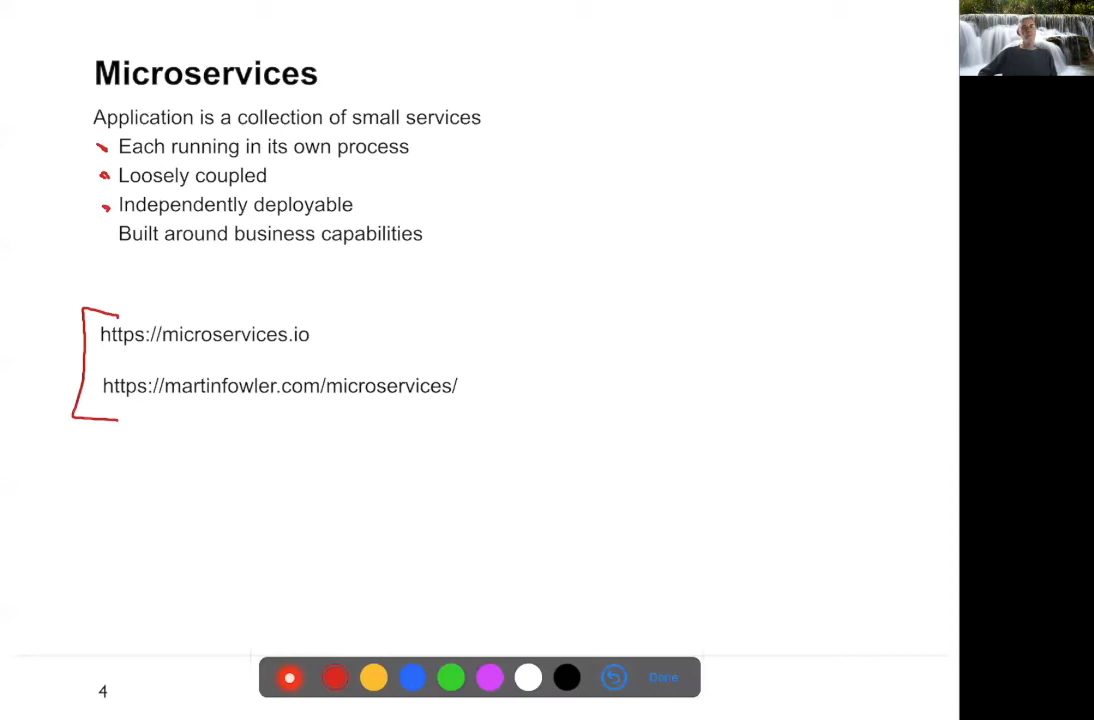 Microservices
Application is a collection of small services
Each running in its own process
Loosely coupled
Independently deployable
Built around business capabilities
https://microservices.io
https://martinfowler.com/microservices/
4
Done